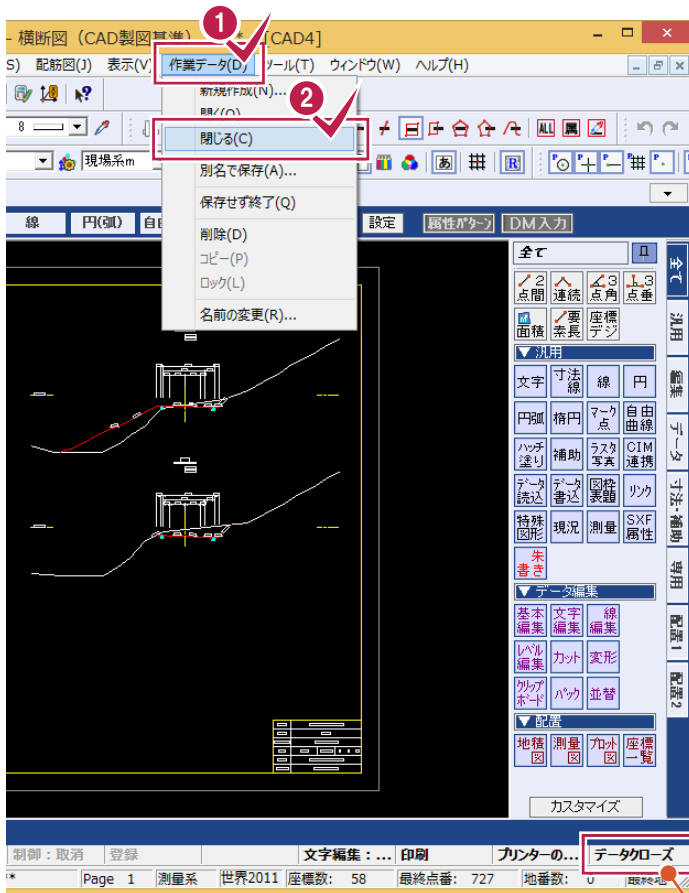 1
- 横断図 (CAD製図基準) [CAD4]
S) 配筋図(J) 表示(V) 作業データ(D) ツール(T) ウィンドウ(W) ヘルプ(H)
新規作成(N)...
2
開く(O)
閉じる(C)
別名で保存(A)...
保存せず終了(Q)
削除(D)
コピー(P)
ロック(L)
名前の変更(R)...
8
ALL
現場系m
あ
R
線 円(弧) 自由 設定 属性パターン DM入力
全て
2点間 連続 3点角 3点垂
面積 要素長 座標デジ
▼ 汎用
文字 寸法線 線 円
円弧 楕円 マーク点 自由曲線
ハッチ塗り 補助 ラスタ写真 CIM連携
データ読込 データ書込 図枠表題 リンク
特殊図形 現況 測量 SXF属性
朱書き
▼ データ編集
基本編集 文字編集 線編集
レベル編集 カット 変形
クリップボード パック 並替
▼ 配置
地積図 測量図 プロット図 座標一覧
カスタマイズ
全て
汎用
編集
データ
寸法・補助
専用
配置1
配置2
制御:取消 登録 文字編集:... 印刷 プリンターの... データクローズ
Page 1 測量系 世界2011 座標数: 58 最終点番: 727 地番数: 0 最終地